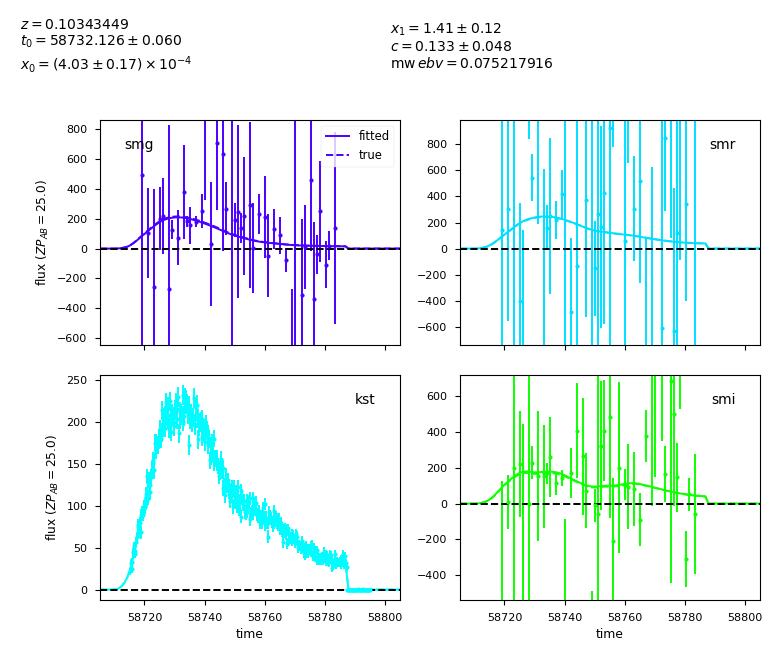 z = 0.10343449
t₀ = 58732.126 ± 0.060
x₀ = (4.03 ± 0.17) × 10⁻⁴
x₁ = 1.41 ± 0.12
c = 0.133 ± 0.048
mw ebv = 0.075217916
smg
fitted
true
800
600
400
200
0
−200
−400
−600
flux (ZP_AB = 25.0)
smr
800
600
400
200
0
−200
−400
−600
kst
250
200
150
100
50
0
flux (ZP_AB = 25.0)
58720 58740 58760 58780 58800
time
smi
600
400
200
0
−200
−400
58720 58740 58760 58780 58800
time